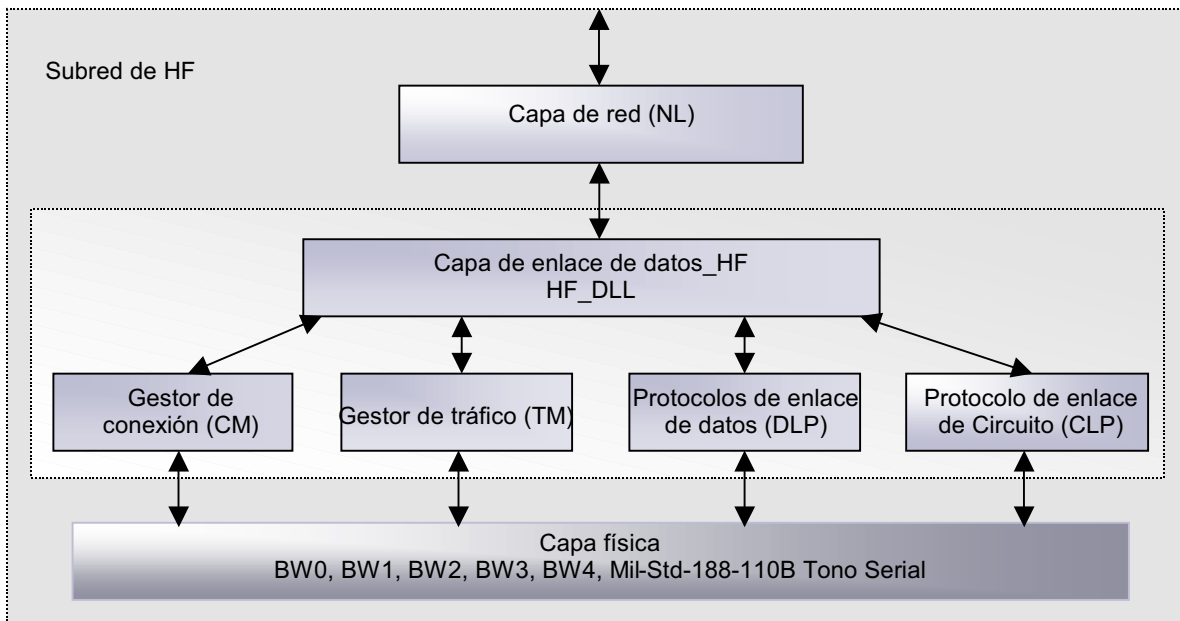 Subred de HF
Capa de red (NL)
Capa de enlace de datos_HF
HF_DLL
Gestor de
conexión (CM)
Gestor de tráfico (TM)
Protocolos de enlace
de datos (DLP)
Protocolo de enlace
de Circuito (CLP)
Capa física
BW0, BW1, BW2, BW3, BW4, Mil-Std-188-110B Tono Serial